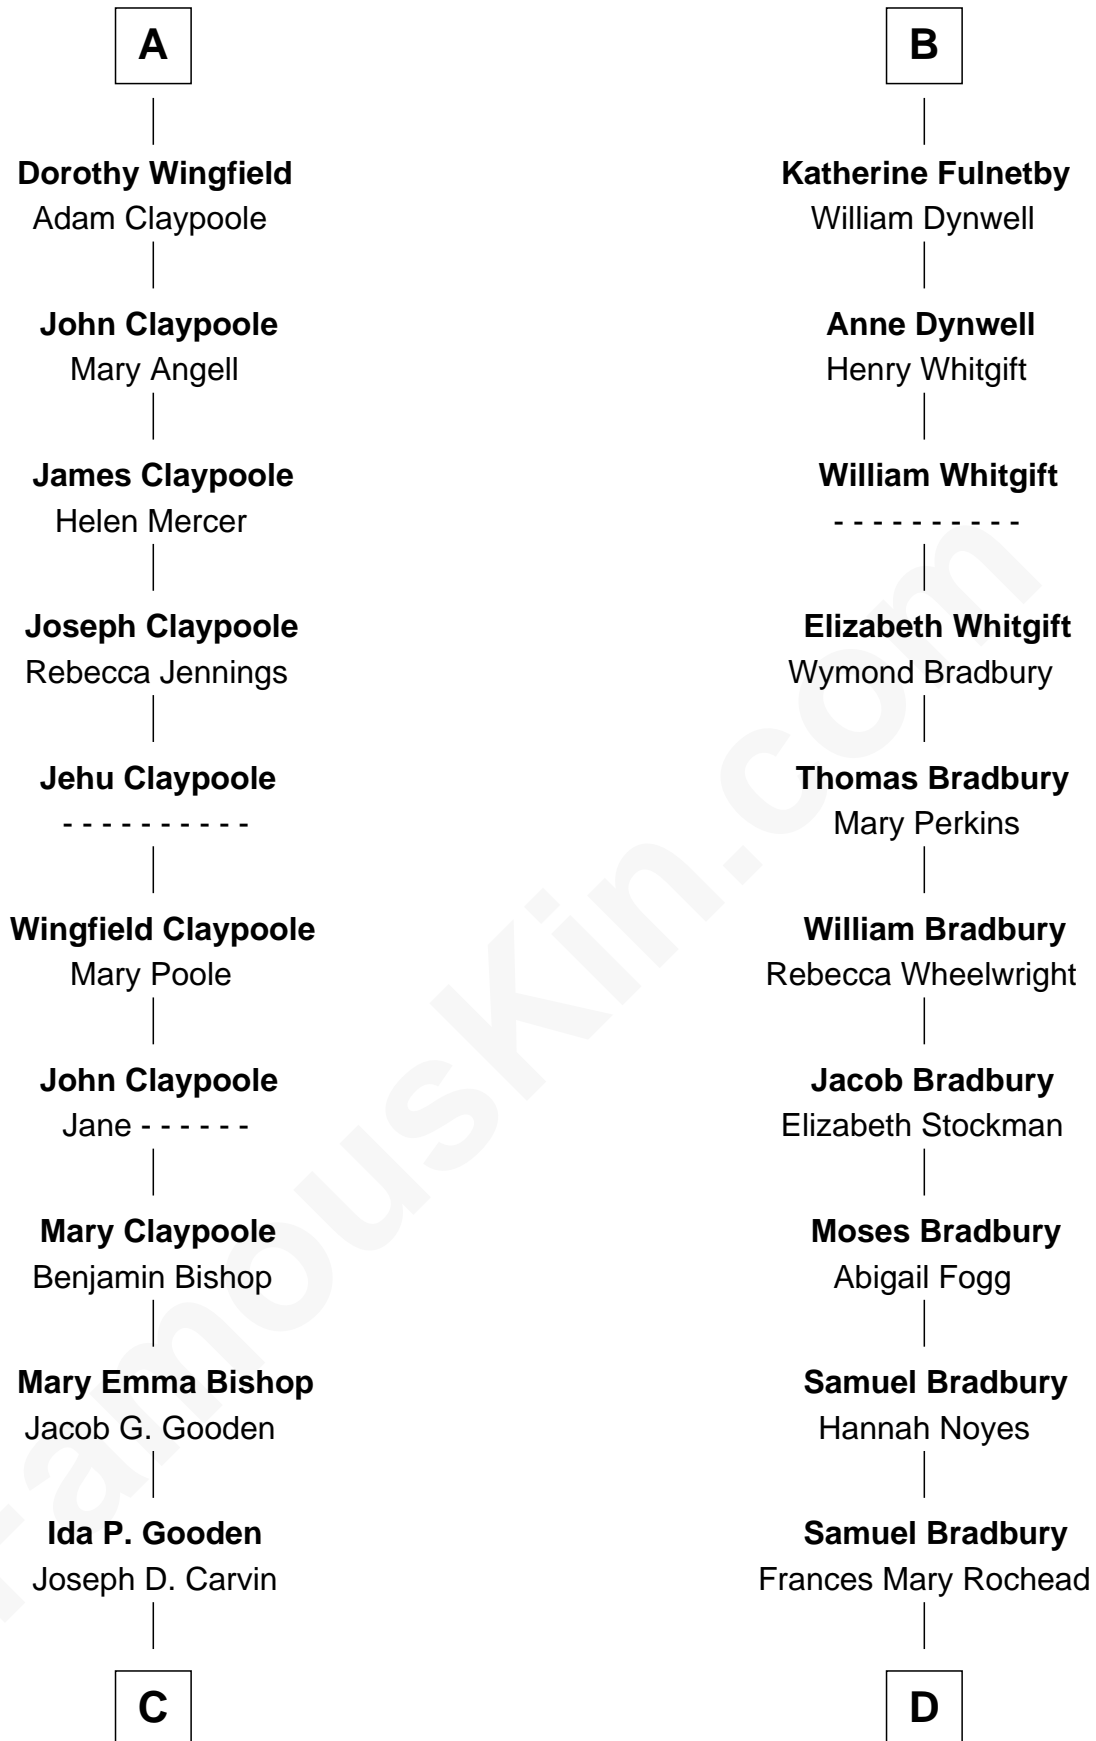 A
Dorothy Wingfield
Adam Claypoole
John Claypoole
Mary Angell
James Claypoole
Helen Mercer
Joseph Claypoole
Rebecca Jennings
Jehu Claypoole
- - - - - - - - - -
Wingfield Claypoole
Mary Poole
John Claypoole
Jane - - - - - -
Mary Claypoole
Benjamin Bishop
Mary Emma Bishop
Jacob G. Gooden
Ida P. Gooden
Joseph D. Carvin
C
B
Katherine Fulnetby
William Dynwell
Anne Dynwell
Henry Whitgift
William Whitgift
- - - - - - - - - -
Elizabeth Whitgift
Wymond Bradbury
Thomas Bradbury
Mary Perkins
William Bradbury
Rebecca Wheelwright
Jacob Bradbury
Elizabeth Stockman
Moses Bradbury
Abigail Fogg
Samuel Bradbury
Hannah Noyes
Samuel Bradbury
Frances Mary Rochead
D
FamousKin.com